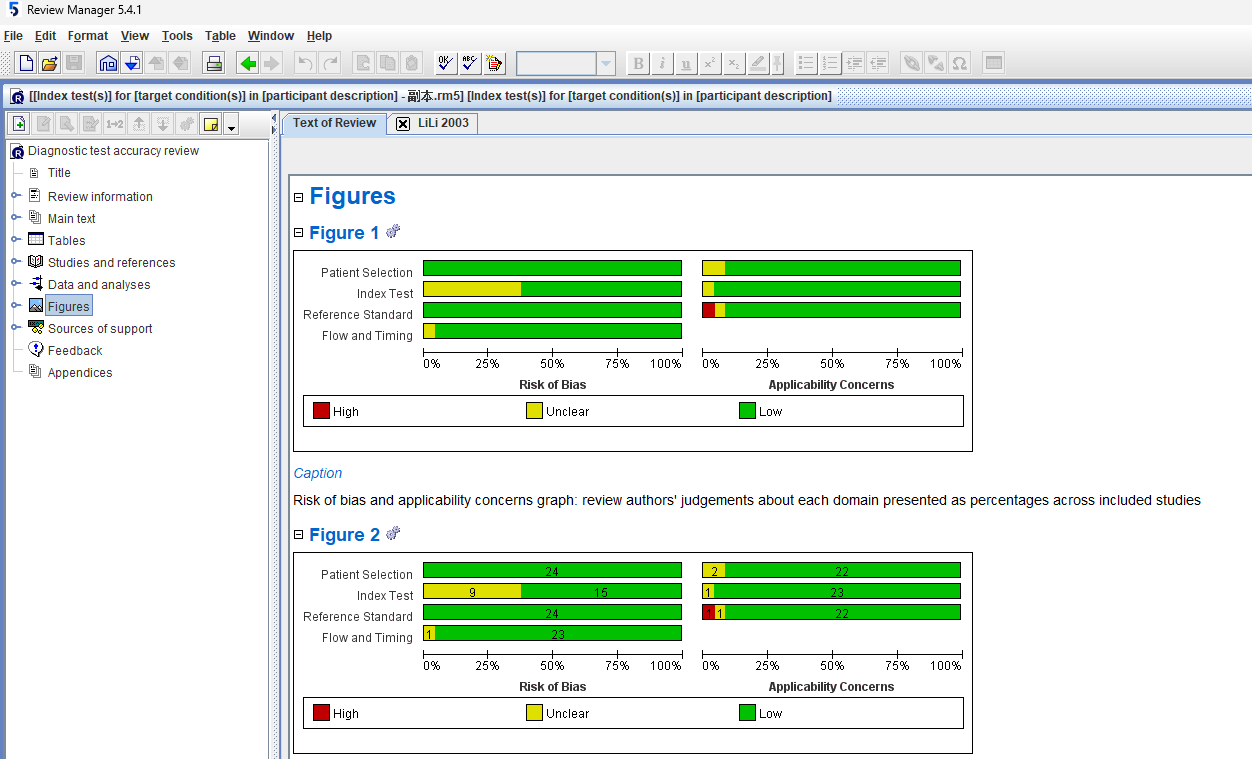 Review Manager 5.4.1
File Edit Format View Tools Table Window Help
OK ABC B i u x² x₂ Ω
[[Index test(s)] for [target condition(s)] in [participant description] - 副本.rm5] [Index test(s)] for [target condition(s)] in [participant description]
1→2
Text of Review LiLi 2003
Diagnostic test accuracy review
Title
Review information
Main text
Tables
Studies and references
Data and analyses
Figures
Sources of support
Feedback
Appendices
Figures
Figure 1
Patient Selection
Index Test
Reference Standard
Flow and Timing
0% 25% 50% 75% 100% 0% 25% 50% 75% 100%
Risk of Bias Applicability Concerns
High Unclear Low
Caption
Risk of bias and applicability concerns graph: review authors' judgements about each domain presented as percentages across included studies
Figure 2
Patient Selection 24 2 22
Index Test 9 15 1 23
Reference Standard 24 1 1 22
Flow and Timing 1 23
0% 25% 50% 75% 100% 0% 25% 50% 75% 100%
Risk of Bias Applicability Concerns
High Unclear Low